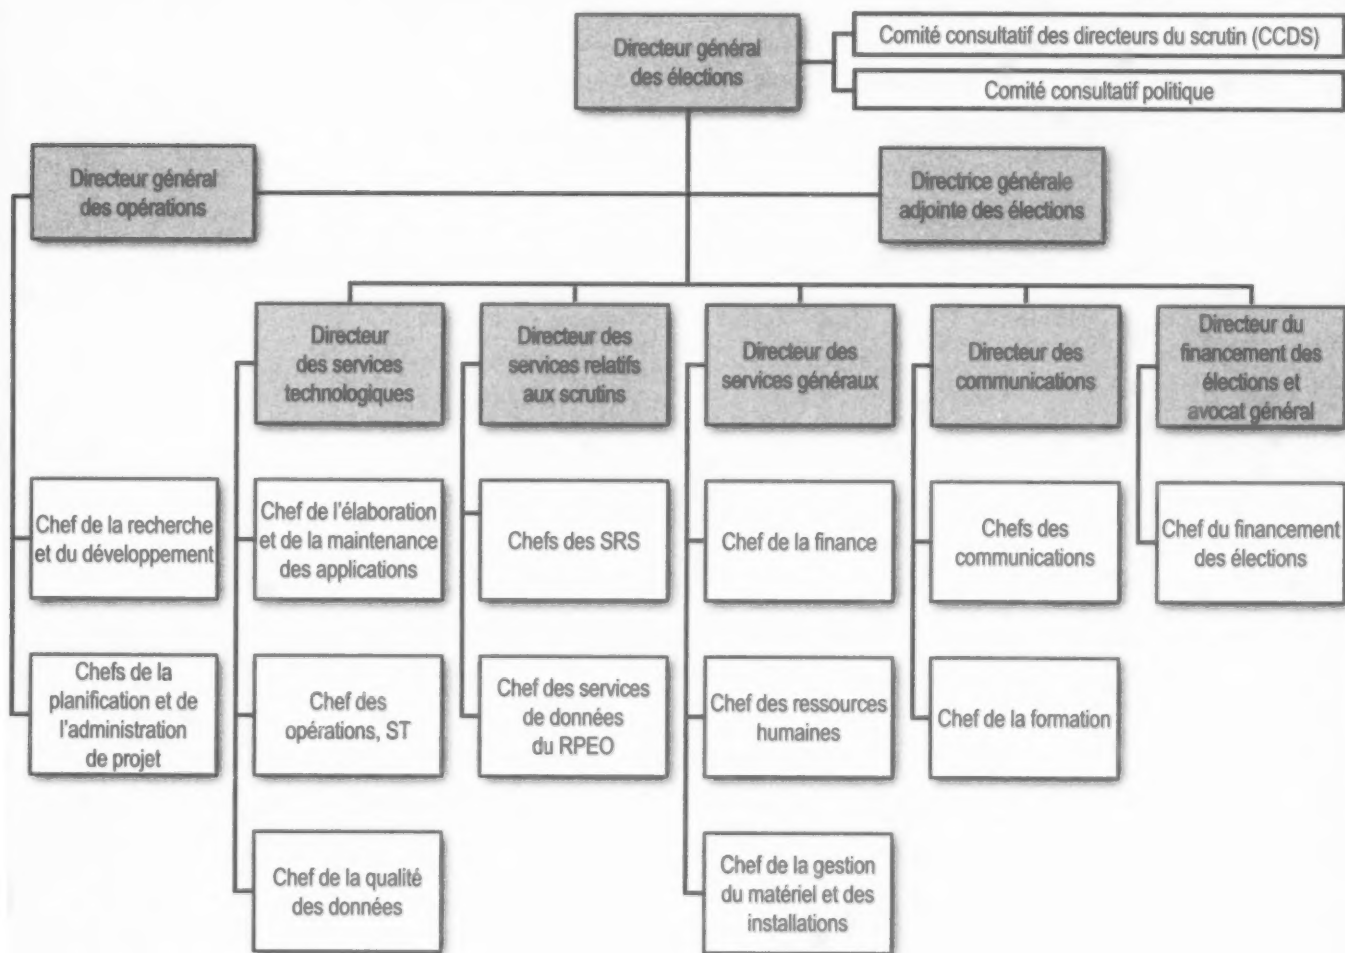 Directeur général
des élections
Comité consultatif des directeurs du scrutin (CCDS)
Comité consultatif politique
Directeur général
des opérations
Directrice générale
adjointe des élections
Directeur
des services
technologiques
Directeur des
services relatifs
aux scrutins
Directeur des
services généraux
Directeur des
communications
Directeur du
financement des
élections et
avocat général
Chef de la recherche
et du développement
Chef de l'élaboration
et de la maintenance
des applications
Chefs des SRS
Chef de la finance
Chefs des
communications
Chef du financement
des élections
Chefs de la
planification et de
l'administration
de projet
Chef des
opérations, ST
Chef des services
de données
du RPEO
Chef des ressources
humaines
Chef de la formation
Chef de la qualité
des données
Chef de la gestion
du matériel et des
installations